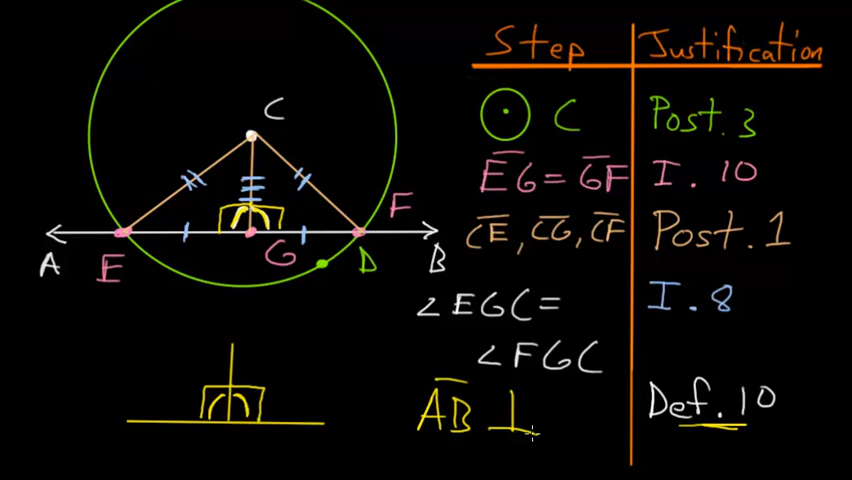 Step Justification
C Post. 3
EG = GF I. 10
CE, CG, CF Post. 1
∠EGC = I. 8
∠FGC
AB ⊥ Def. 10
C
F
A E G D B